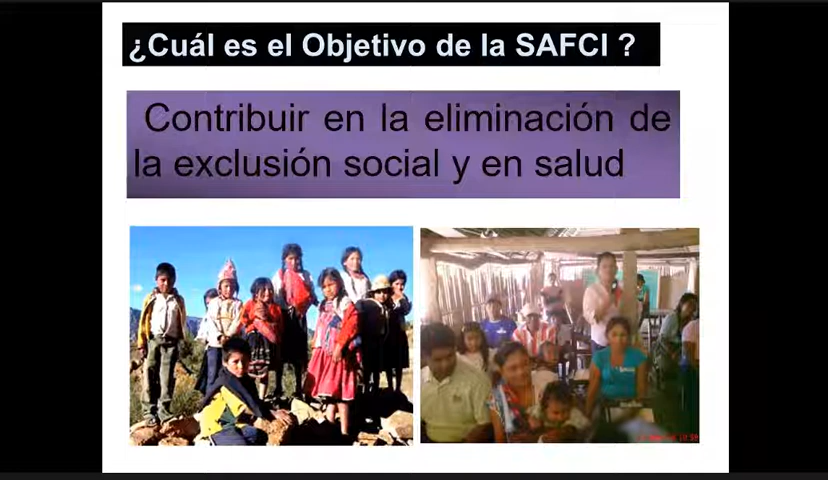 ¿Cuál es el Objetivo de la SAFCI ?
Contribuir en la eliminación de
la exclusión social y en salud